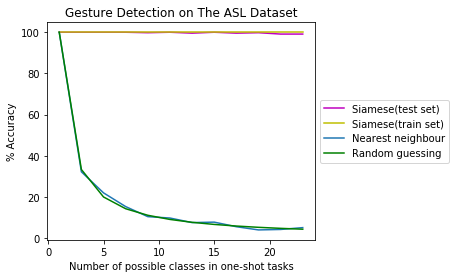 Gesture Detection on The ASL Dataset
100
80
60
40
20
0
% Accuracy
0 5 10 15 20
Number of possible classes in one-shot tasks
Siamese(test set)
Siamese(train set)
Nearest neighbour
Random guessing